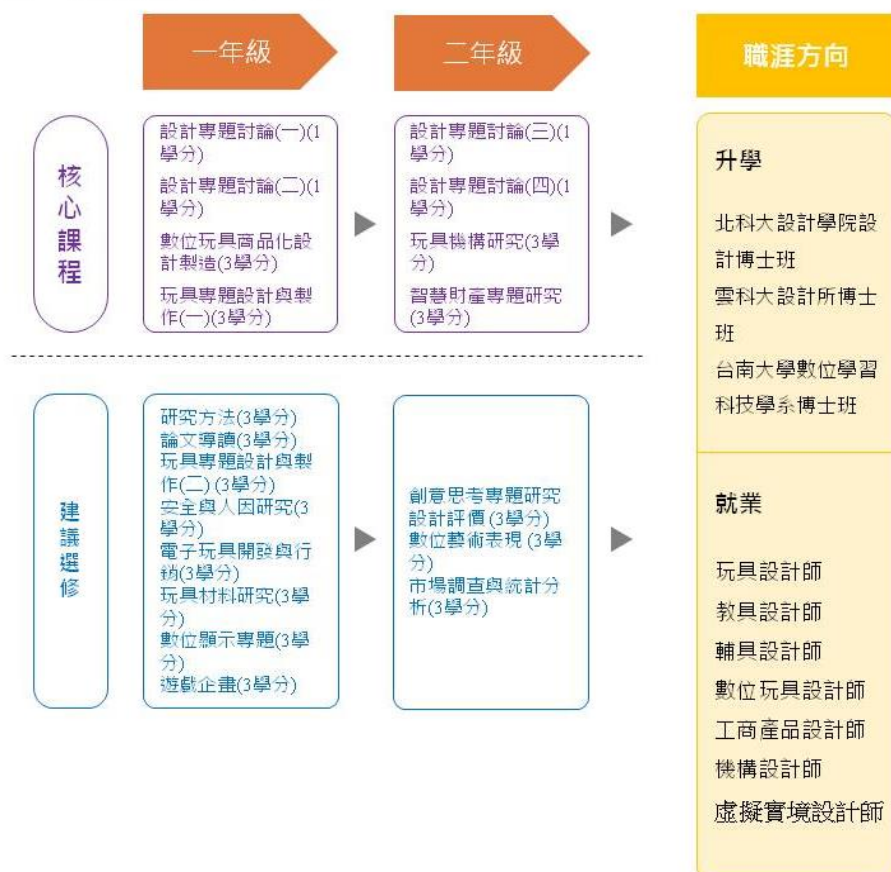 一年級
二年級
職涯方向
核
心
課
程
設計專題討論(一)(1
學分)
設計專題討論(二)(1
學分)
數位玩具商品化設
計製造(3學分)
玩具專題設計與製
作(一)(3學分)
設計專題討論(三)(1
學分)
設計專題討論(四)(1
學分)
玩具機構研究(3學
分)
智慧財產專題研究
(3學分)
建
議
選
修
研究方法(3學分)
論文導讀(3學分)
玩具專題設計與製
作(二) (3學分)
安全與人因研究(3
學分)
電子玩具開發與行
銷(3學分)
玩具材料研究(3學
分)
數位顯示專題(3學
分)
遊戲企畫(3學分)
創意思考專題研究
設計評價 (3學分)
數位藝術表現 (3學
分)
市場調查與統計分
析(3學分)
升學
北科大設計學院設
計博士班
雲科大設計所博士
班
台南大學數位學習
科技學系博士班
就業
玩具設計師
教具設計師
輔具設計師
數位玩具設計師
工商產品設計師
機構設計師
虛擬實境設計師